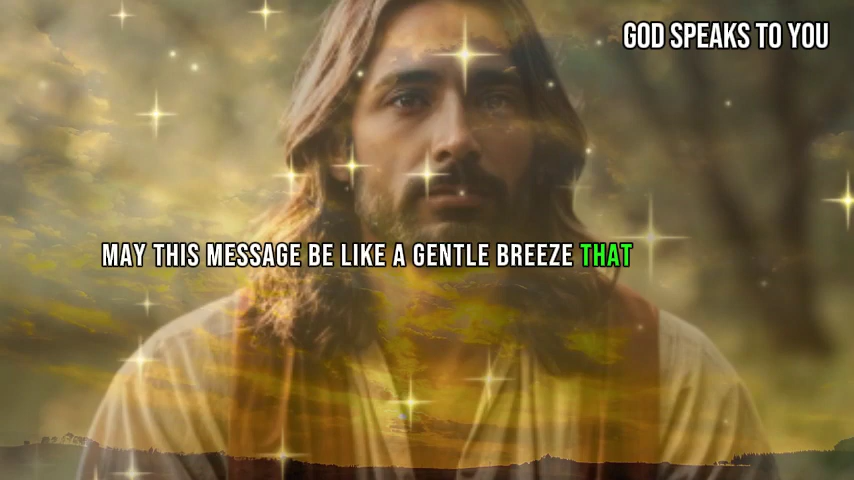 GOD SPEAKS TO YOU
MAY THIS MESSAGE BE LIKE A GENTLE BREEZE THAT